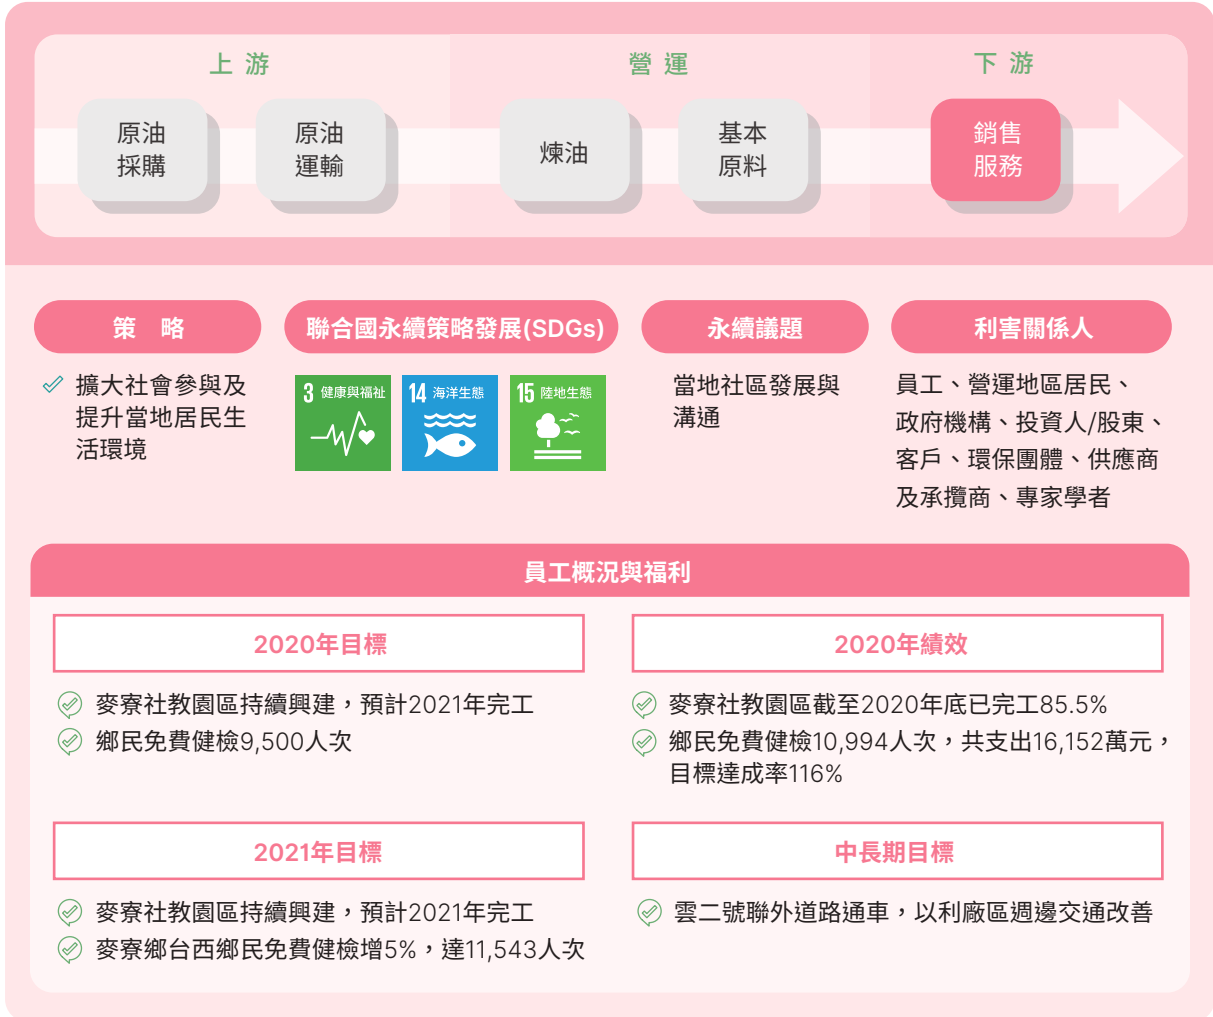 上游
營運
下游
原油
採購
原油
運輸
煉油
基本
原料
銷售
服務
策 略
擴大社會參與及
提升當地居民生
活環境
聯合國永續策略發展(SDGs)
3 健康與福祉
14 海洋生態
15 陸地生態
永續議題
當地社區發展與
溝通
利害關係人
員工、營運地區居民、
政府機構、投資人/股東、
客戶、環保團體、供應商
及承攬商、專家學者
員工概況與福利
2020年目標
麥寮社教園區持續興建，預計2021年完工
鄉民免費健檢9,500人次
2020年績效
麥寮社教園區截至2020年底已完工85.5%
鄉民免費健檢10,994人次，共支出16,152萬元，
目標達成率116%
2021年目標
麥寮社教園區持續興建，預計2021年完工
麥寮鄉台西鄉民免費健檢增5%，達11,543人次
中長期目標
雲二號聯外道路通車，以利廠區週邊交通改善